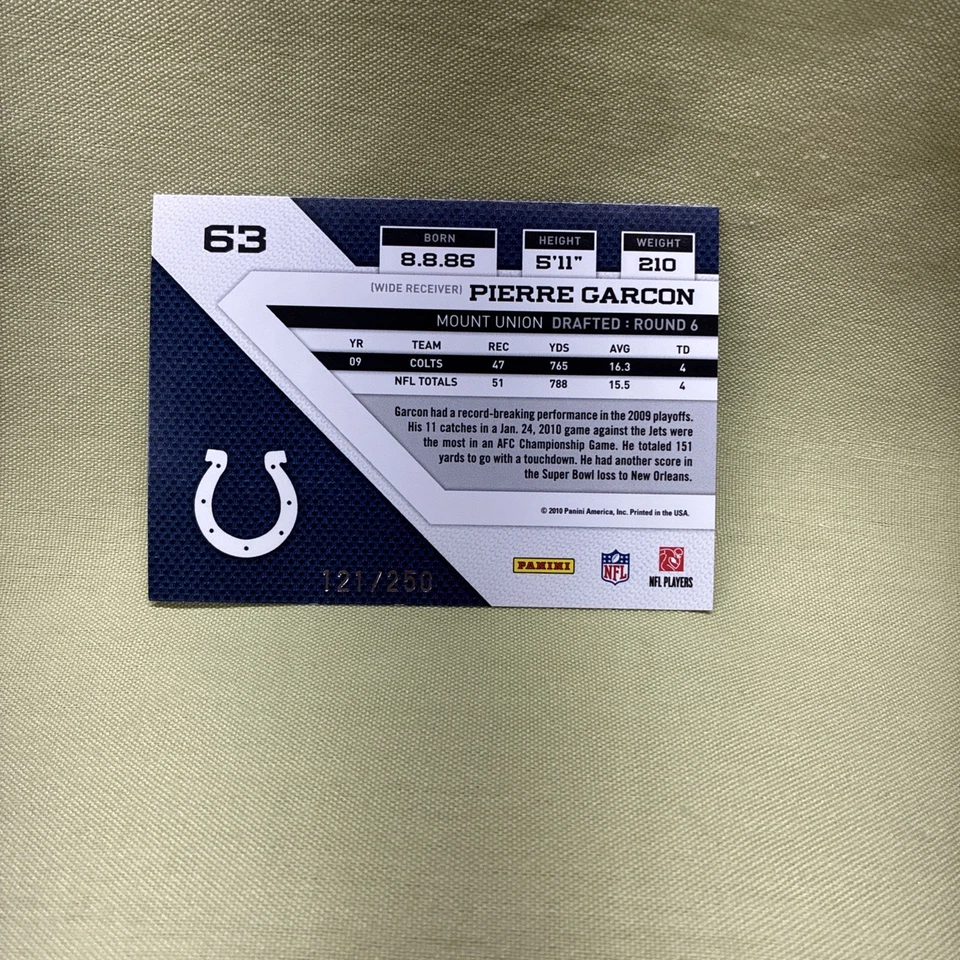 63
BORN
8.8.86
HEIGHT
5'11"
WEIGHT
210
(WIDE RECEIVER) PIERRE GARCON
MOUNT UNION DRAFTED : ROUND 6
YR TEAM REC YDS AVG TD
09 COLTS 47 765 16.3 4
NFL TOTALS 51 788 15.5 4
Garcon had a record-breaking performance in the 2009 playoffs.
His 11 catches in a Jan. 24, 2010 game against the Jets were
the most in an AFC Championship Game. He totaled 151
yards to go with a touchdown. He had another score in
the Super Bowl loss to New Orleans.
© 2010 Panini America, Inc. Printed in the USA.
121/250
PANINI
NFL
NFL PLAYERS